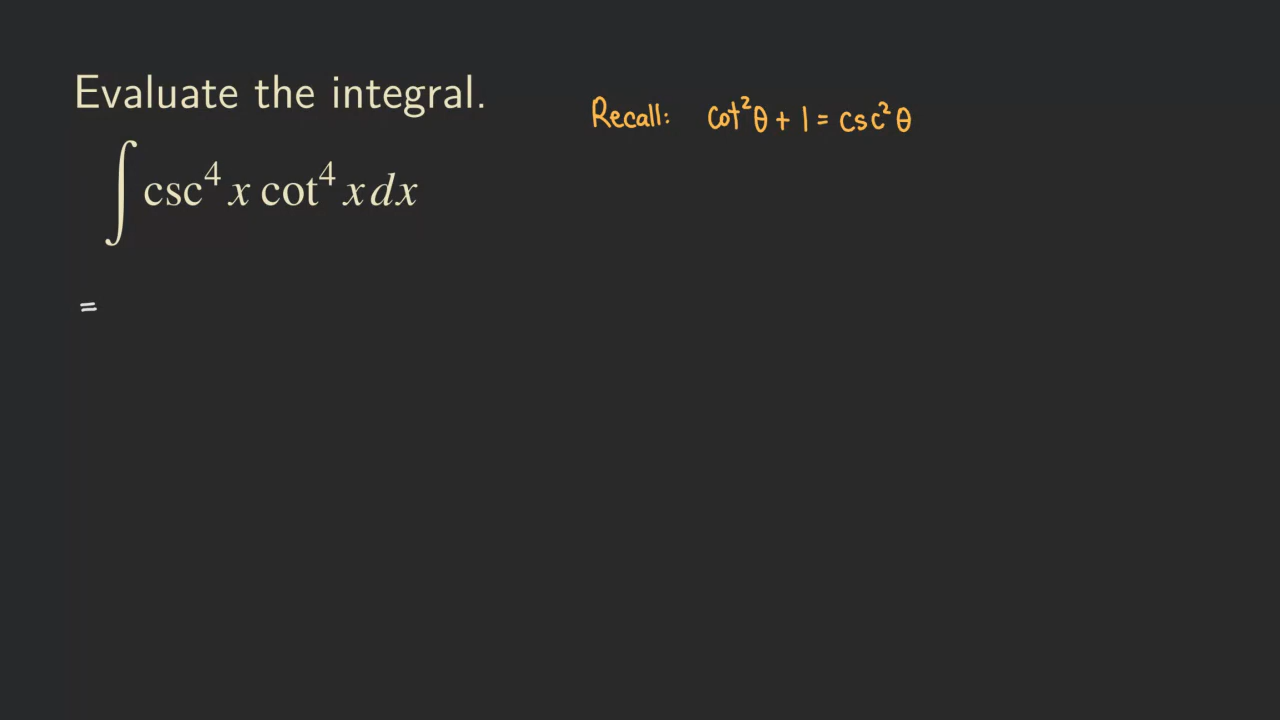 Evaluate the integral.
Recall: cot²θ + 1 = csc²θ
∫ csc⁴ x cot⁴ x dx
=